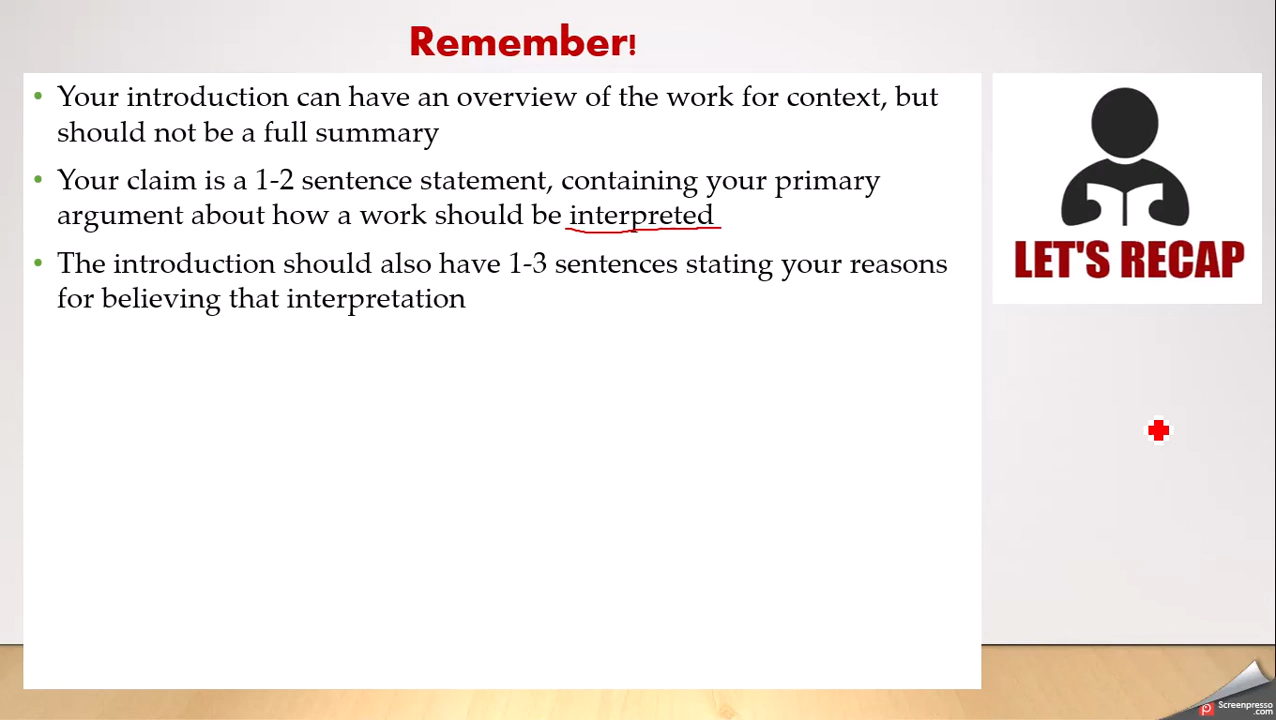 Remember!
• Your introduction can have an overview of the work for context, but
should not be a full summary
• Your claim is a 1-2 sentence statement, containing your primary
argument about how a work should be interpreted
• The introduction should also have 1-3 sentences stating your reasons
for believing that interpretation
LET'S RECAP
Screenpresso
.com